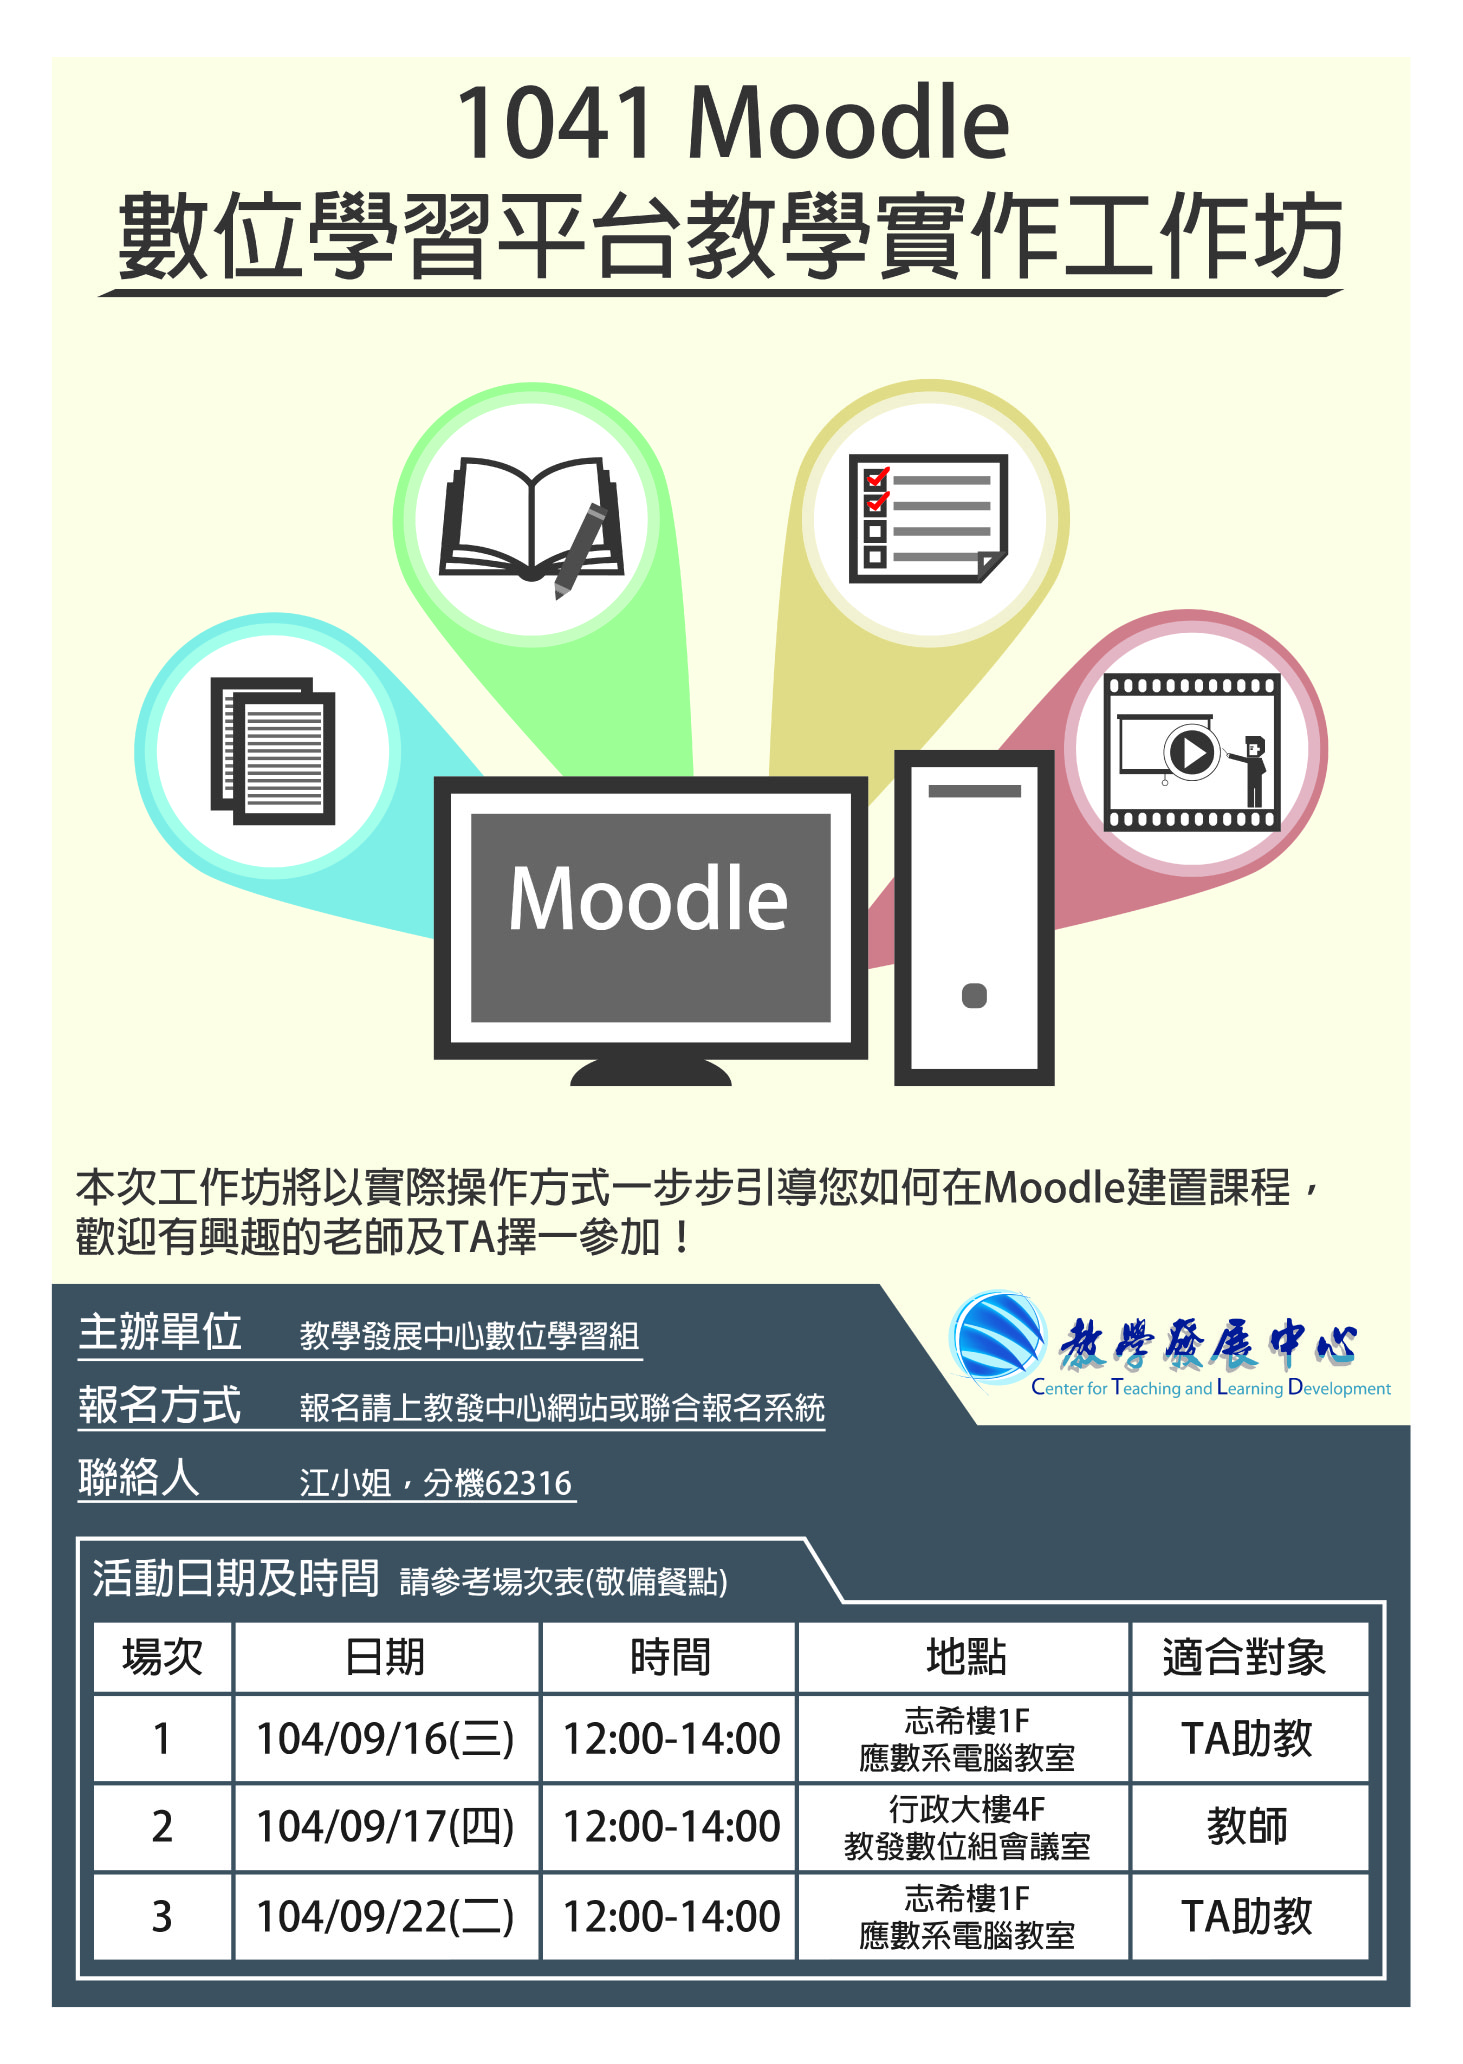 1041 Moodle
數位學習平台教學實作工作坊
Moodle
本次工作坊將以實際操作方式一步步引導您如何在Moodle建置課程，
歡迎有興趣的老師及TA擇一參加！
主辦單位 教學發展中心數位學習組
報名方式 報名請上教發中心網站或聯合報名系統
聯絡人 江小姐，分機62316
教學發展中心
Center for Teaching and Learning Development
活動日期及時間 請參考場次表(敬備餐點)
場次 日期 時間 地點 適合對象
1 104/09/16(三) 12:00-14:00 志希樓1F 應數系電腦教室 TA助教
2 104/09/17(四) 12:00-14:00 行政大樓4F 教發數位組會議室 教師
3 104/09/22(二) 12:00-14:00 志希樓1F 應數系電腦教室 TA助教